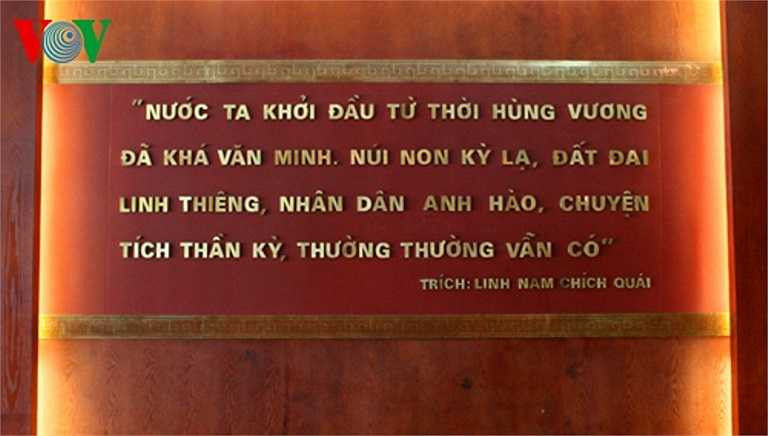 VOV
"NƯỚC TA KHỞI ĐẦU TỪ THỜI HÙNG VƯƠNG
ĐÃ KHÁ VĂN MINH. NÚI NON KỲ LẠ, ĐẤT ĐAI
LINH THIÊNG, NHÂN DÂN ANH HÀO, CHUYỆN
TÍCH THẦN KỲ, THƯỜNG THƯỜNG VẪN CÓ"
TRÍCH: LINH NAM CHÍCH QUÁI